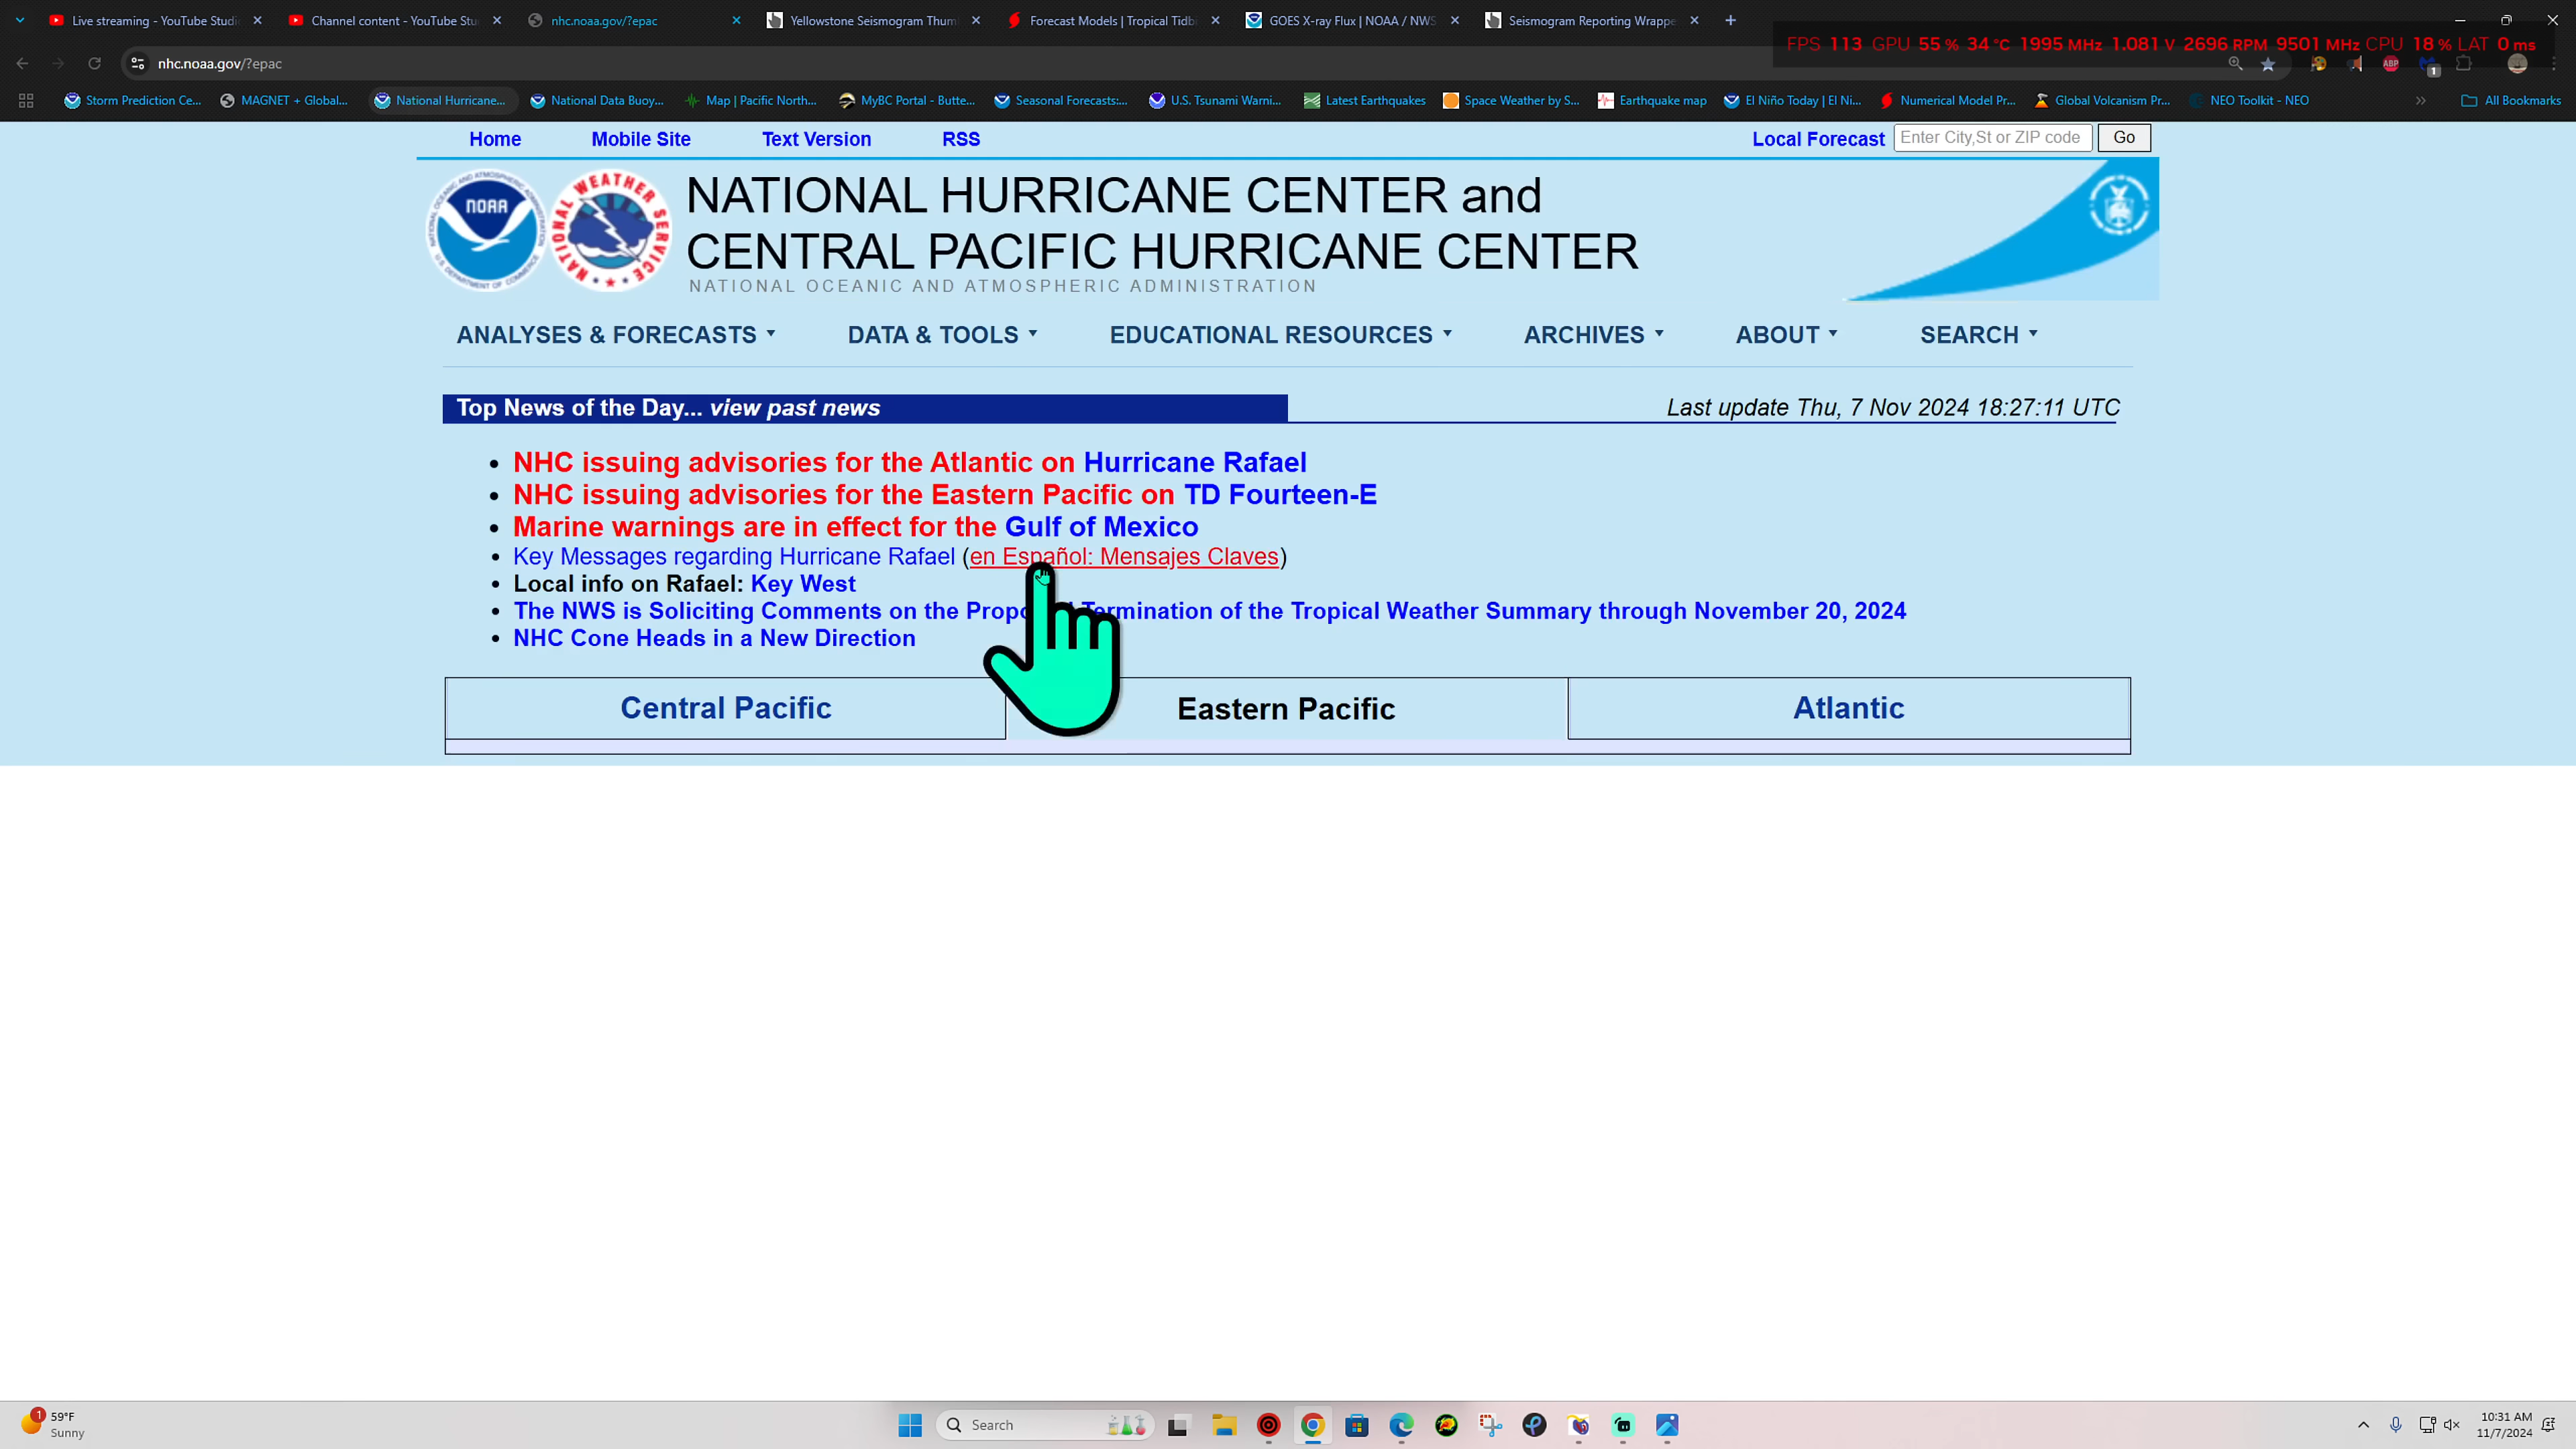 Live streaming - YouTube Studi
Channel content - YouTube Stu
nhc.noaa.gov/?epac
Yellowstone Seismogram Thum
Forecast Models | Tropical Tidbi
GOES X-ray Flux | NOAA / NWS
Seismogram Reporting Wrappe
FPS 113 GPU 55 % 34 °C 1995 MHz 1.081 V 2696 RPM 9501 MHz CPU 18 % LAT 0 ms
nhc.noaa.gov/?epac
ABP
1
Storm Prediction Ce...
MAGNET + Global...
National Hurricane...
National Data Buoy...
Map | Pacific North...
MyBC Portal - Butte...
Seasonal Forecasts:...
U.S. Tsunami Warni...
Latest Earthquakes
Space Weather by S...
Earthquake map
El Niño Today | El Ni...
Numerical Model Pr...
Global Volcanism Pr...
NEO Toolkit - NEO
All Bookmarks
Home
Mobile Site
Text Version
RSS
Local Forecast
Enter City,St or ZIP code
Go
NOAA
NATIONAL OCEANIC AND ATMOSPHERIC ADMINISTRATION
U.S. DEPARTMENT OF COMMERCE
NATIONAL WEATHER SERVICE
NATIONAL HURRICANE CENTER and
CENTRAL PACIFIC HURRICANE CENTER
NATIONAL OCEANIC AND ATMOSPHERIC ADMINISTRATION
ANALYSES & FORECASTS
DATA & TOOLS
EDUCATIONAL RESOURCES
ARCHIVES
ABOUT
SEARCH
Top News of the Day... view past news
Last update Thu, 7 Nov 2024 18:27:11 UTC
NHC issuing advisories for the Atlantic on Hurricane Rafael
NHC issuing advisories for the Eastern Pacific on TD Fourteen-E
Marine warnings are in effect for the Gulf of Mexico
Key Messages regarding Hurricane Rafael (en Español: Mensajes Claves)
Local info on Rafael: Key West
The NWS is Soliciting Comments on the Propo Termination of the Tropical Weather Summary through November 20, 2024
NHC Cone Heads in a New Direction
Central Pacific
Eastern Pacific
Atlantic
1
59°F
Sunny
Search
10:31 AM
11/7/2024